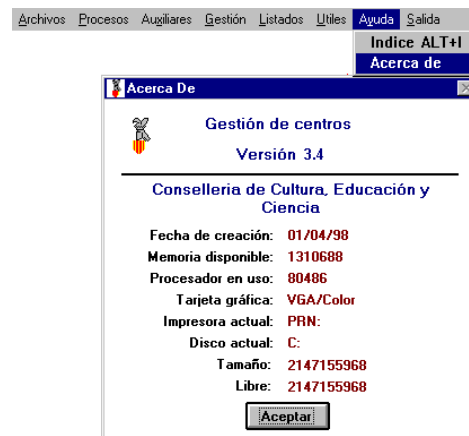 Archivos Procesos Auxiliares Gestión Listados Utiles Ayuda Salida
Indice ALT+I
Acerca de
Acerca De
Gestión de centros
Versión 3.4
Conselleria de Cultura, Educación y
Ciencia
Fecha de creación: 01/04/98
Memoria disponible: 1310688
Procesador en uso: 80486
Tarjeta gráfica: VGA/Color
Impresora actual: PRN:
Disco actual: C:
Tamaño: 2147155968
Libre: 2147155968
Aceptar